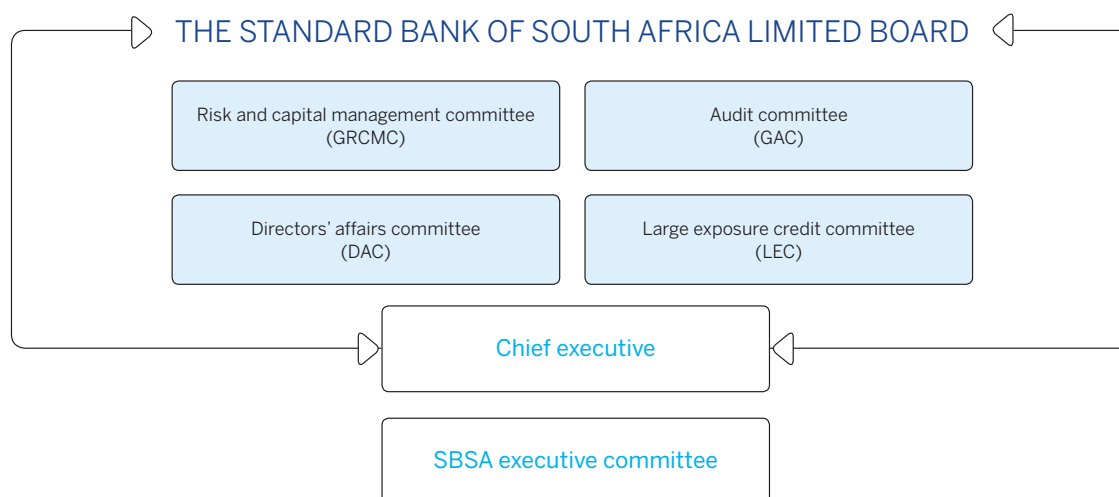 THE STANDARD BANK OF SOUTH AFRICA LIMITED BOARD
Risk and capital management committee
(GRCMC)
Audit committee
(GAC)
Directors’ affairs committee
(DAC)
Large exposure credit committee
(LEC)
Chief executive
SBSA executive committee